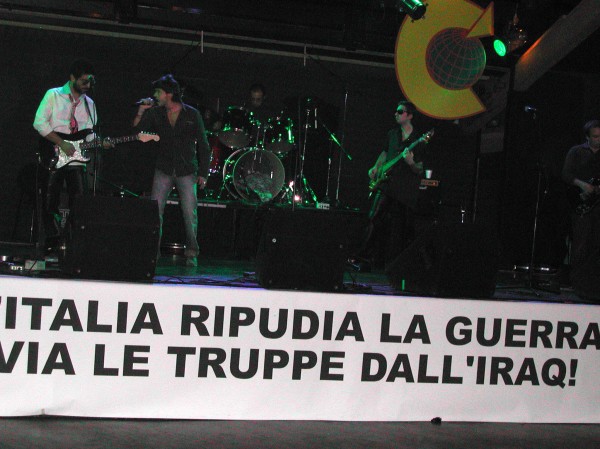 L'ITALIA RIPUDIA LA GUERRA
VIA LE TRUPPE DALL'IRAQ!